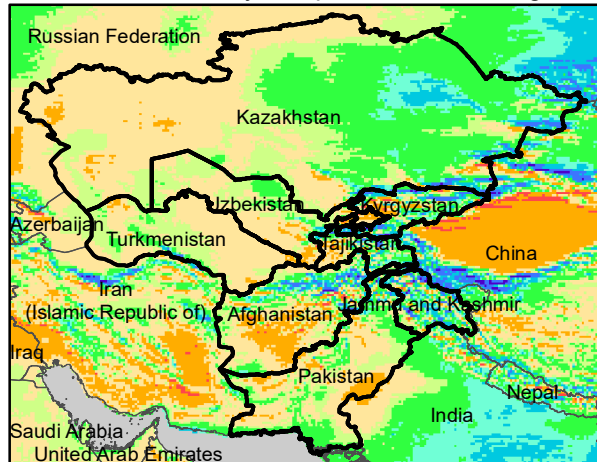 Russian Federation
Kazakhstan
Uzbekistan
Kyrgyzstan
Azerbaijan
Turkmenistan
Tajikistan
China
Iran
(Islamic Republic of)
Afghanistan
Jammu and Kashmir
Iraq
Pakistan
Nepal
India
Saudi Arabia
United Arab Emirates